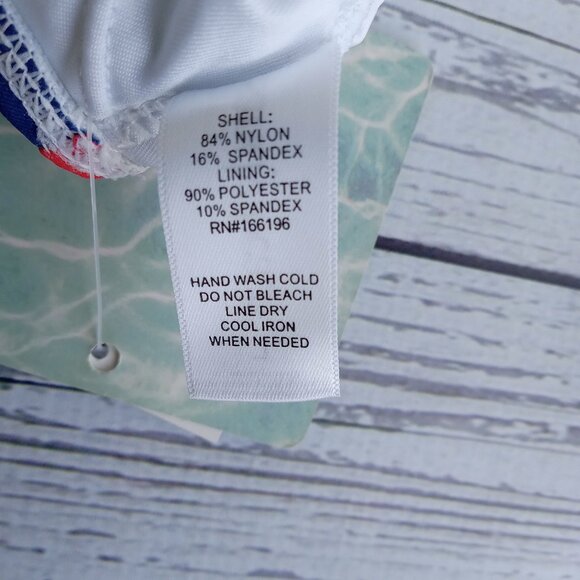 SHELL:
84% NYLON
16% SPANDEX
LINING:
90% POLYESTER
10% SPANDEX
RN#166196
HAND WASH COLD
DO NOT BLEACH
LINE DRY
COOL IRON
WHEN NEEDED